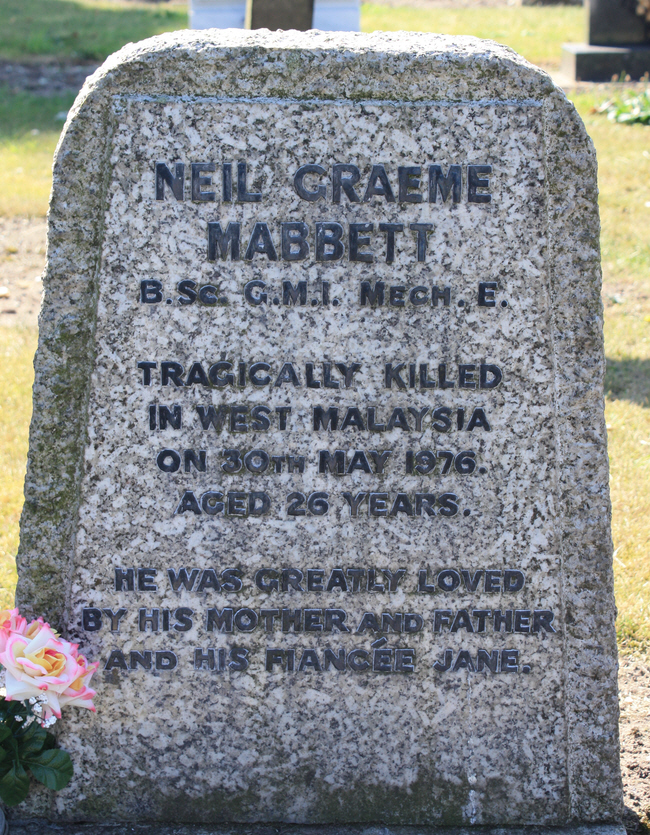 NEIL GRAEME
MABBETT
B.Sc. G.M.I. MECH. E.
TRAGICALLY KILLED
IN WEST MALAYSIA
ON 30TH MAY 1976.
AGED 26 YEARS.
HE WAS GREATLY LOVED
BY HIS MOTHER AND FATHER
AND HIS FIANCÉE JANE.